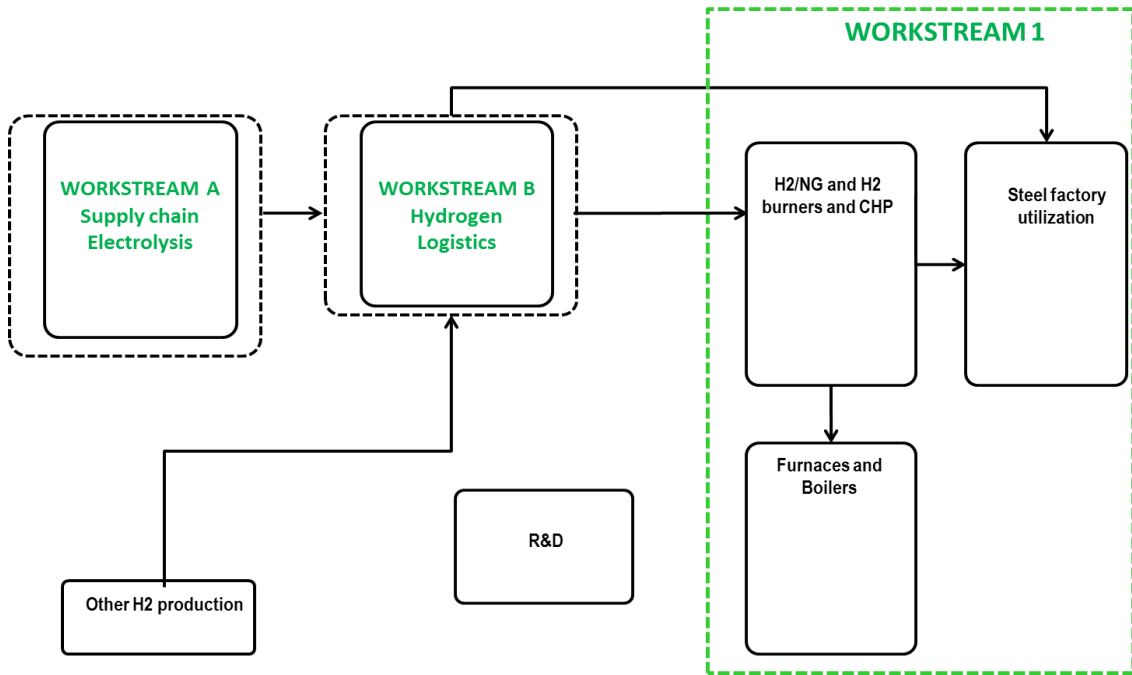 WORKSTREAM 1
WORKSTREAM A
Supply chain
Electrolysis
WORKSTREAM B
Hydrogen
Logistics
H2/NG and H2
burners and CHP
Steel factory
utilization
Furnaces and
Boilers
R&D
Other H2 production